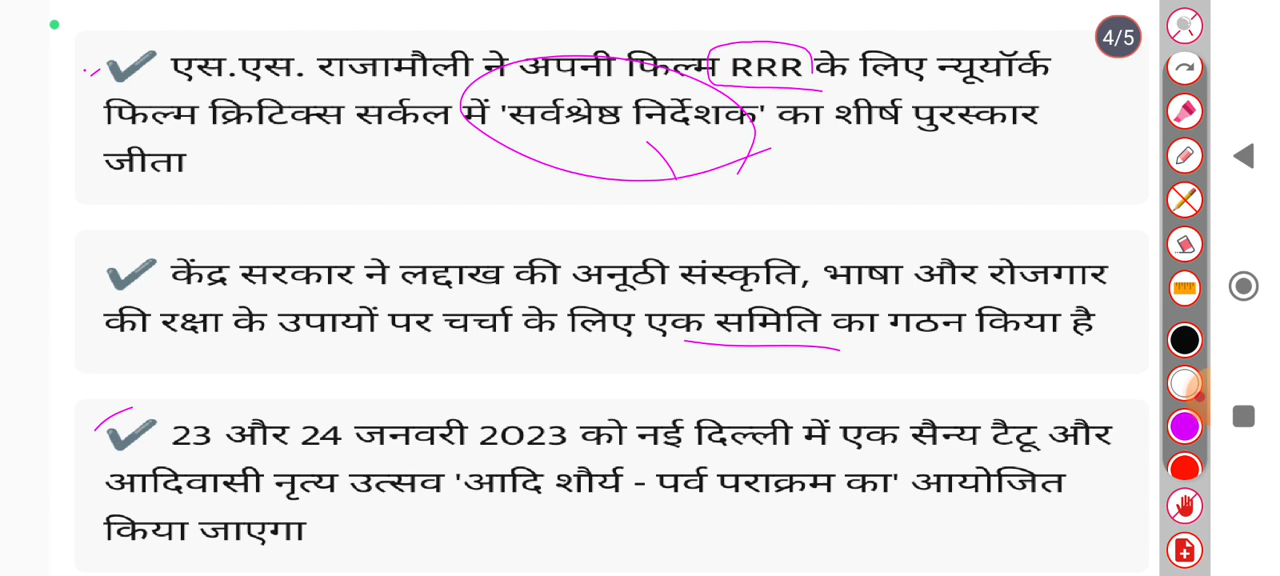 4/5
✔ एस.एस. राजामौली ने अपनी फिल्म RRR के लिए न्यूयॉर्क
फिल्म क्रिटिक्स सर्कल में 'सर्वश्रेष्ठ निर्देशक' का शीर्ष पुरस्कार
जीता
✔ केंद्र सरकार ने लद्दाख की अनूठी संस्कृति, भाषा और रोजगार
की रक्षा के उपायों पर चर्चा के लिए एक समिति का गठन किया है
✔ 23 और 24 जनवरी 2023 को नई दिल्ली में एक सैन्य टैटू और
आदिवासी नृत्य उत्सव 'आदि शौर्य - पर्व पराक्रम का' आयोजित
किया जाएगा